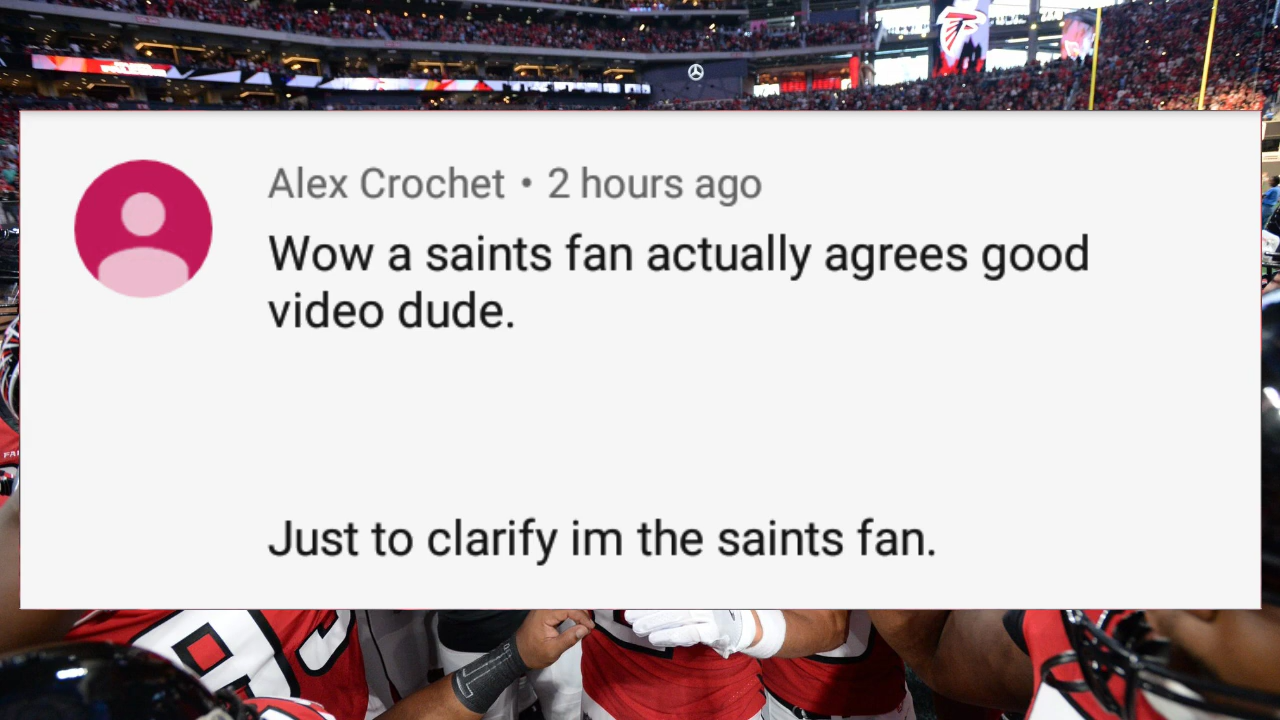 Alex Crochet • 2 hours ago
Wow a saints fan actually agrees good
video dude.
Just to clarify im the saints fan.